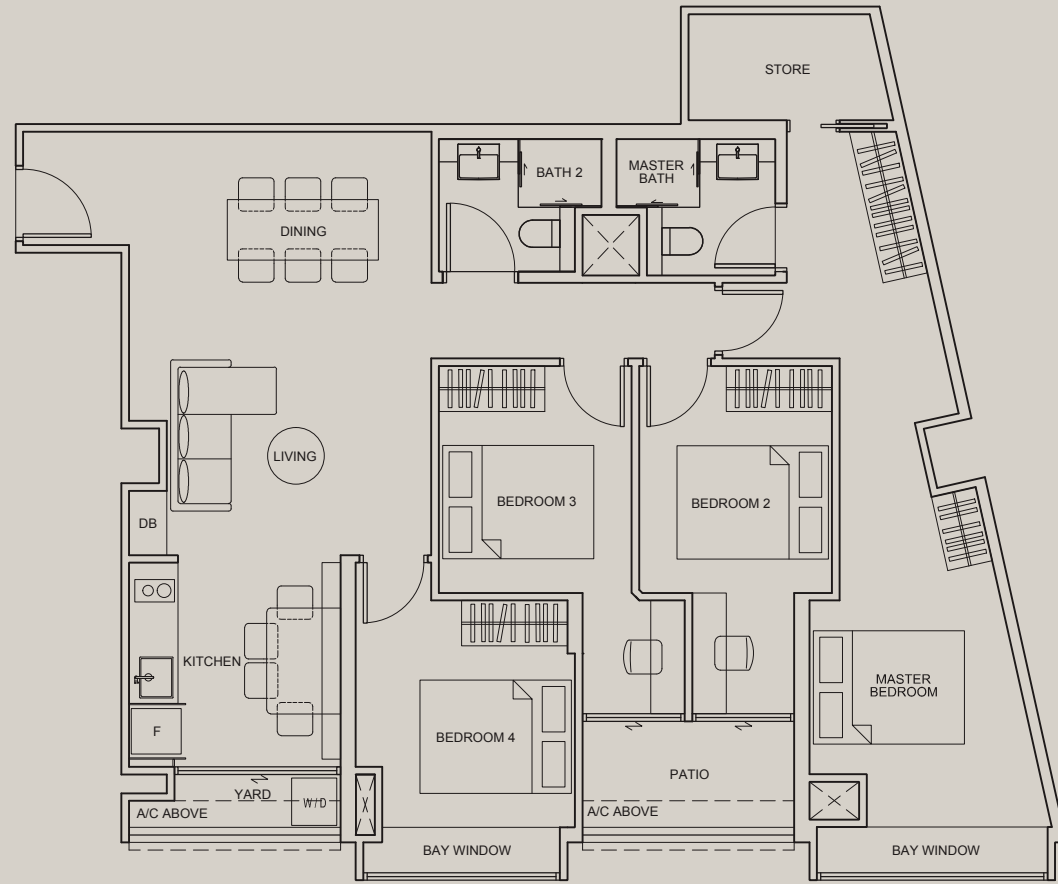 STORE
BATH 2
MASTER
BATH
DINING
LIVING
BEDROOM 3
BEDROOM 2
DB
KITCHEN
MASTER
BEDROOM
F
BEDROOM 4
PATIO
YARD
W/D
A/C ABOVE
A/C ABOVE
BAY WINDOW
BAY WINDOW